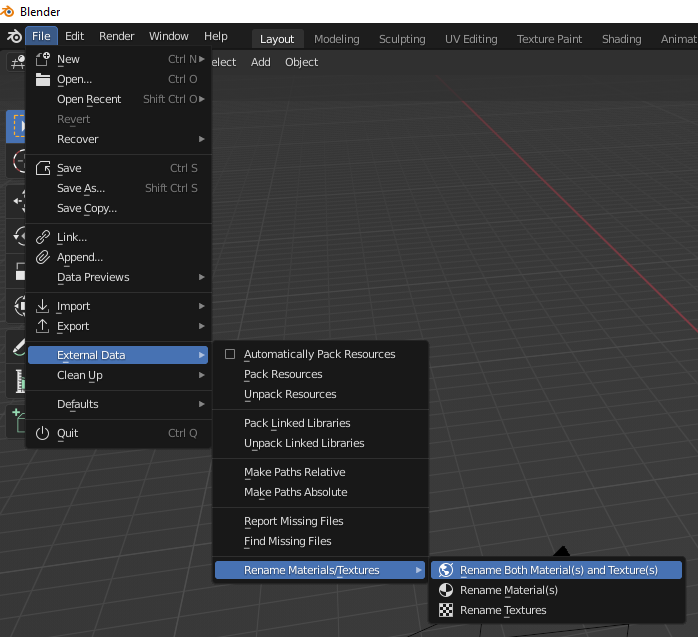 Blender
File Edit Render Window Help Layout Modeling Sculpting UV Editing Texture Paint Shading Animat
elect Add Object
New Ctrl N
Open... Ctrl O
Open Recent Shift Ctrl O
Revert
Recover
Save Ctrl S
Save As... Shift Ctrl S
Save Copy...
Link...
Append...
Data Previews
Import
Export
External Data
Clean Up
Defaults
Quit Ctrl Q
Automatically Pack Resources
Pack Resources
Unpack Resources
Pack Linked Libraries
Unpack Linked Libraries
Make Paths Relative
Make Paths Absolute
Report Missing Files
Find Missing Files
Rename Materials/Textures
Rename Both Material(s) and Texture(s)
Rename Material(s)
Rename Textures